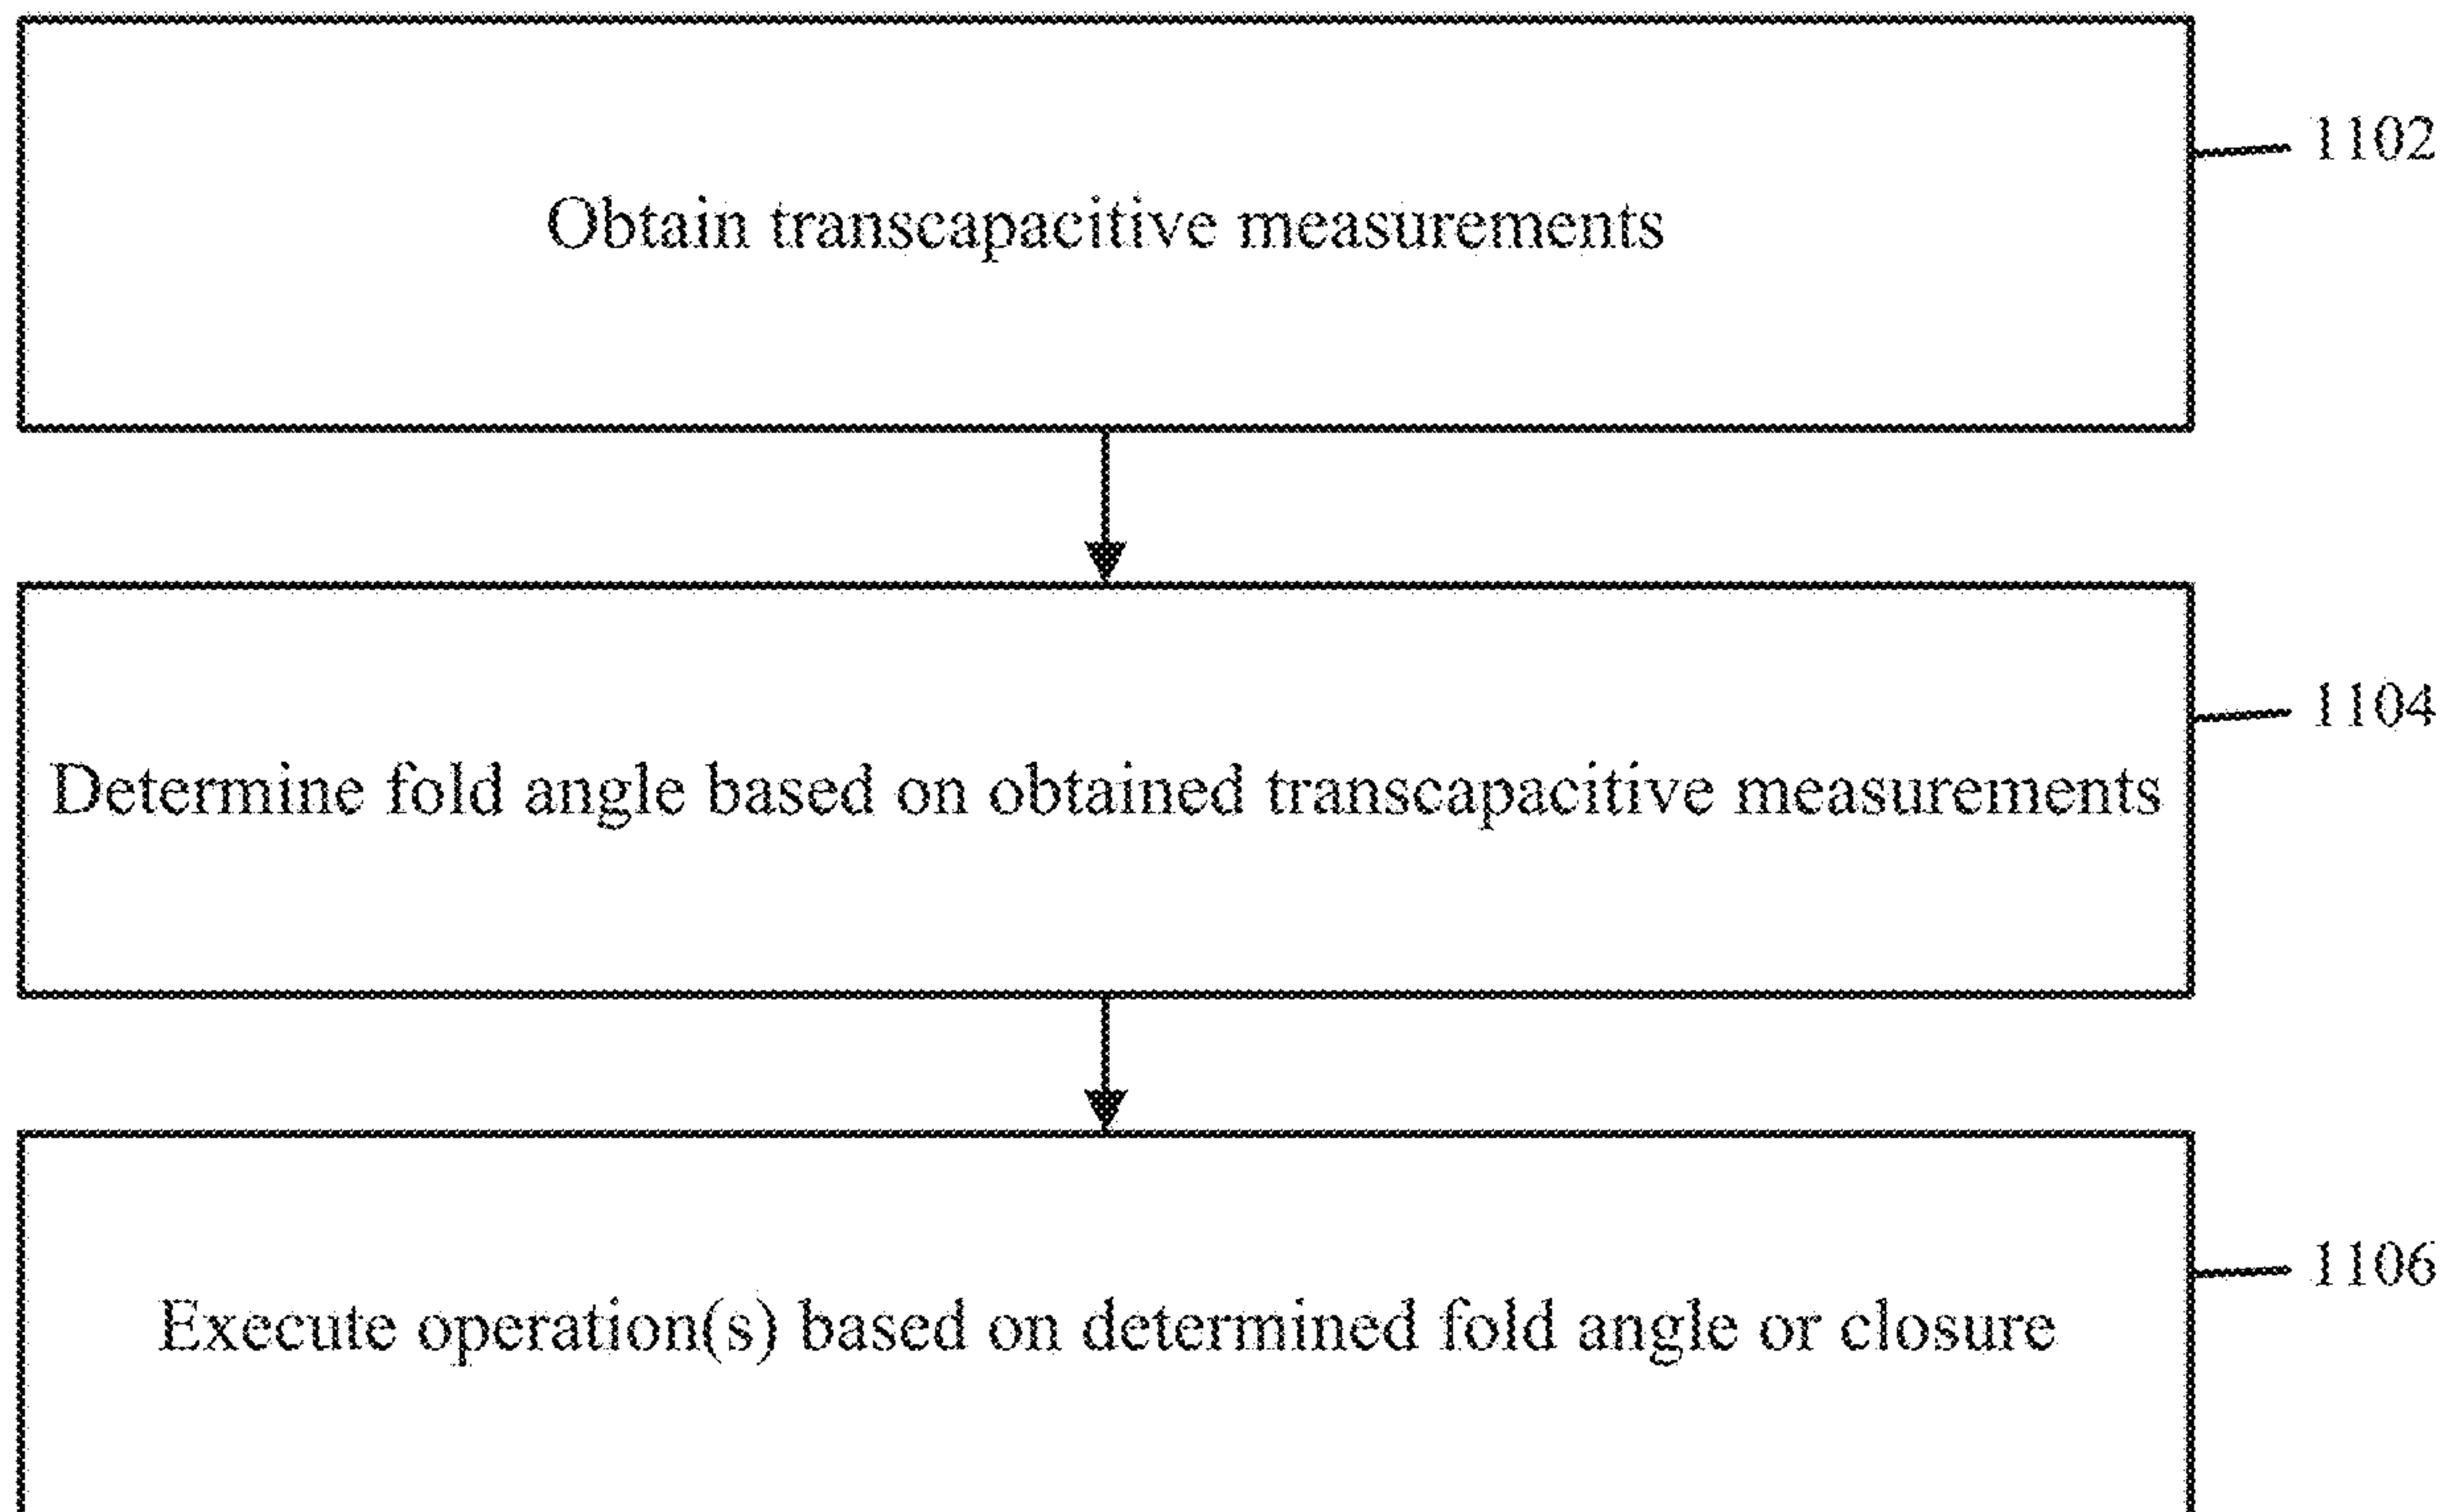 1102
Obtain transcapacitive measurements
1104
Determine fold angle based on obtained transcapacitive measurements
1106
Execute operation(s) based on determined fold angle or closure